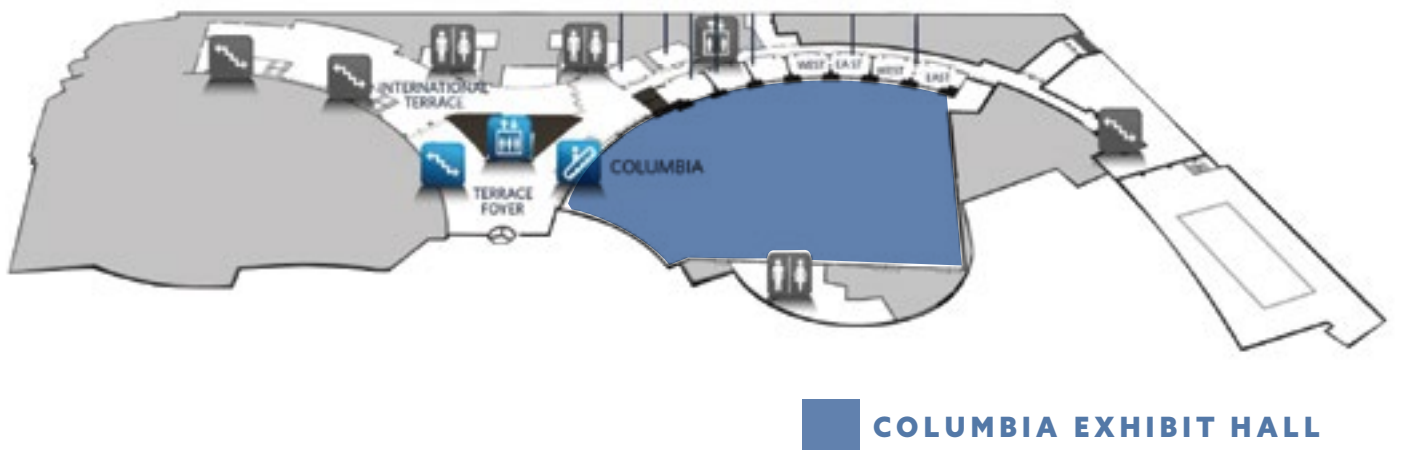 WEST EAST WEST EAST
INTERNATIONAL
TERRACE
COLUMBIA
TERRACE
FOYER
COLUMBIA EXHIBIT HALL